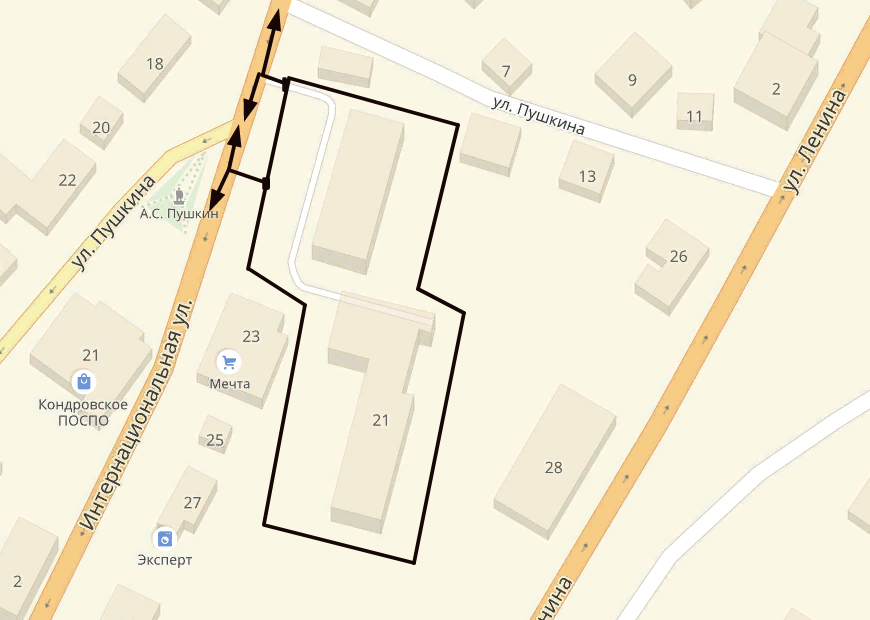 18
7
9
2
ул. Пушкина
11
20
ул. Ленина
22
13
А.С. Пушкин
ул. Пушкина
26
23
21
Мечта
Кондровское
ПОСПО
Интернациональная ул.
21
25
28
27
Эксперт
2
нина